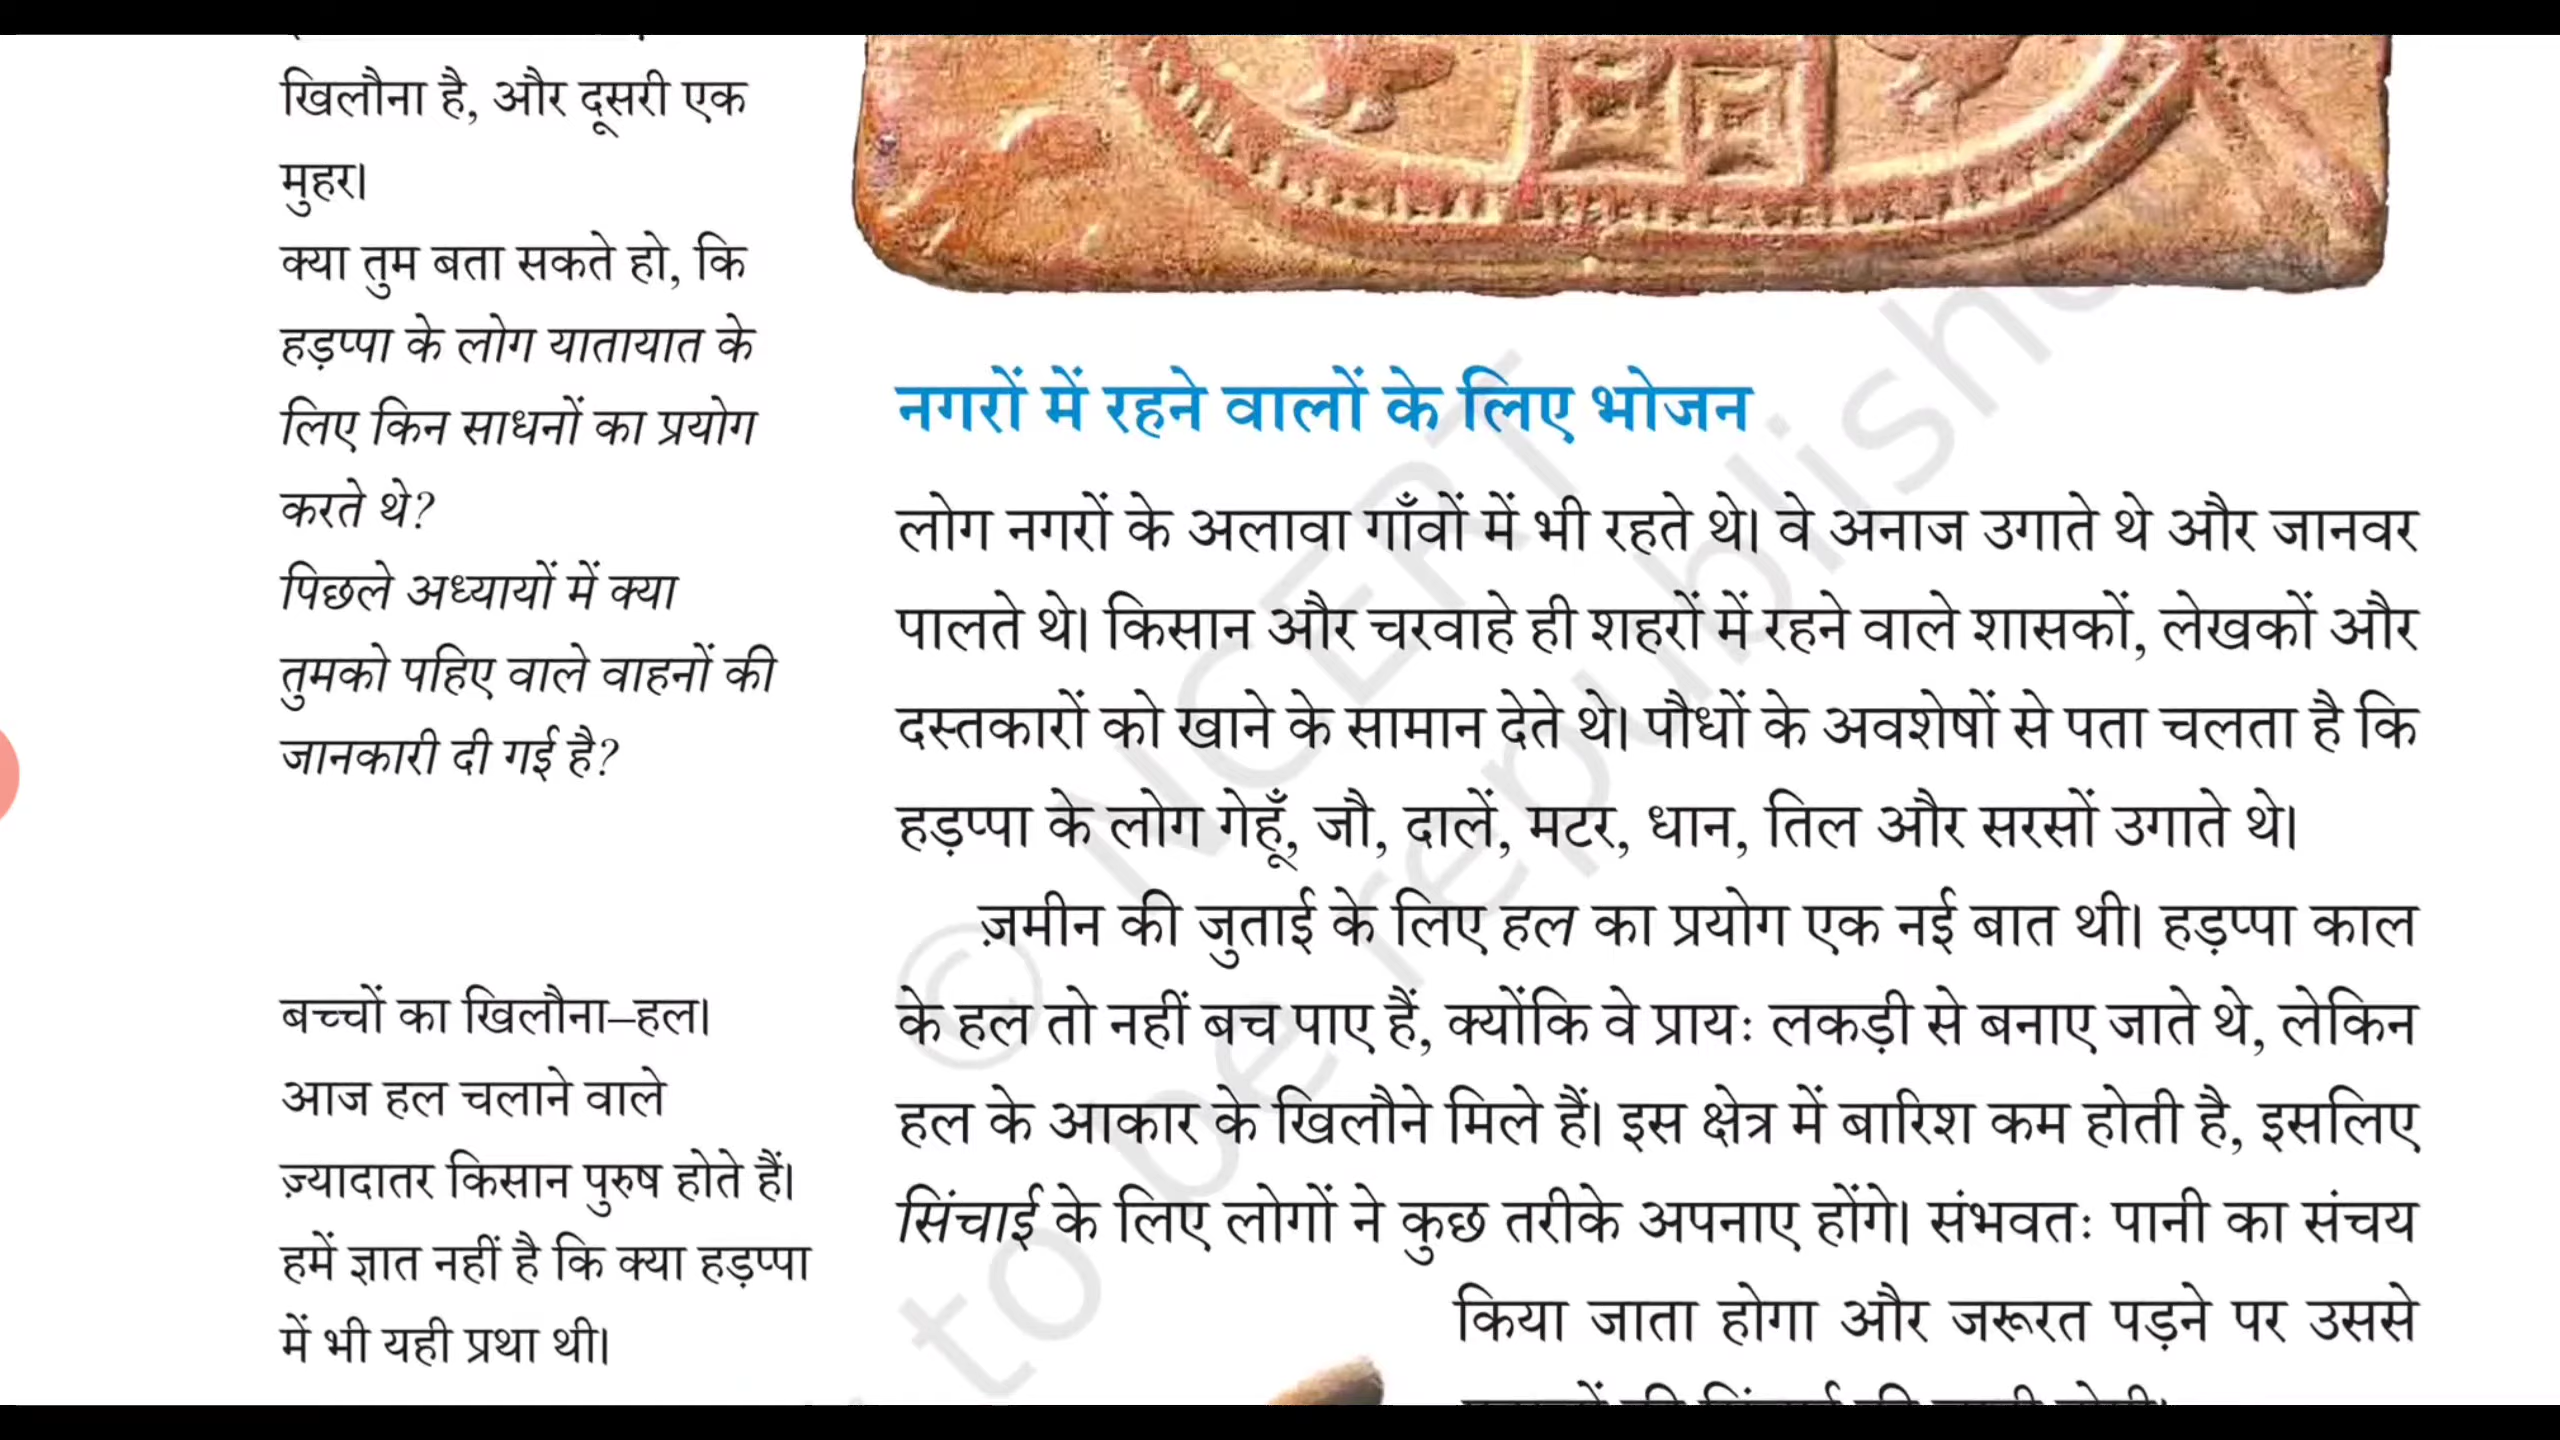 खिलौना है, और दूसरी एक
मुहर।
क्या तुम बता सकते हो, कि
हड़प्पा के लोग यातायात के
लिए किन साधनों का प्रयोग
करते थे?
पिछले अध्यायों में क्या
तुमको पहिए वाले वाहनों की
जानकारी दी गई है?
बच्चों का खिलौना–हल।
आज हल चलाने वाले
ज़्यादातर किसान पुरुष होते हैं।
हमें ज्ञात नहीं है कि क्या हड़प्पा
में भी यही प्रथा थी।
नगरों में रहने वालों के लिए भोजन
लोग नगरों के अलावा गाँवों में भी रहते थे। वे अनाज उगाते थे और जानवर
पालते थे। किसान और चरवाहे ही शहरों में रहने वाले शासकों, लेखकों और
दस्तकारों को खाने के सामान देते थे। पौधों के अवशेषों से पता चलता है कि
हड़प्पा के लोग गेहूँ, जौ, दालें, मटर, धान, तिल और सरसों उगाते थे।
ज़मीन की जुताई के लिए हल का प्रयोग एक नई बात थी। हड़प्पा काल
के हल तो नहीं बच पाए हैं, क्योंकि वे प्रायः लकड़ी से बनाए जाते थे, लेकिन
हल के आकार के खिलौने मिले हैं। इस क्षेत्र में बारिश कम होती है, इसलिए
सिंचाई के लिए लोगों ने कुछ तरीके अपनाए होंगे। संभवतः पानी का संचय
किया जाता होगा और जरूरत पड़ने पर उससे
© NCERT
to be republished